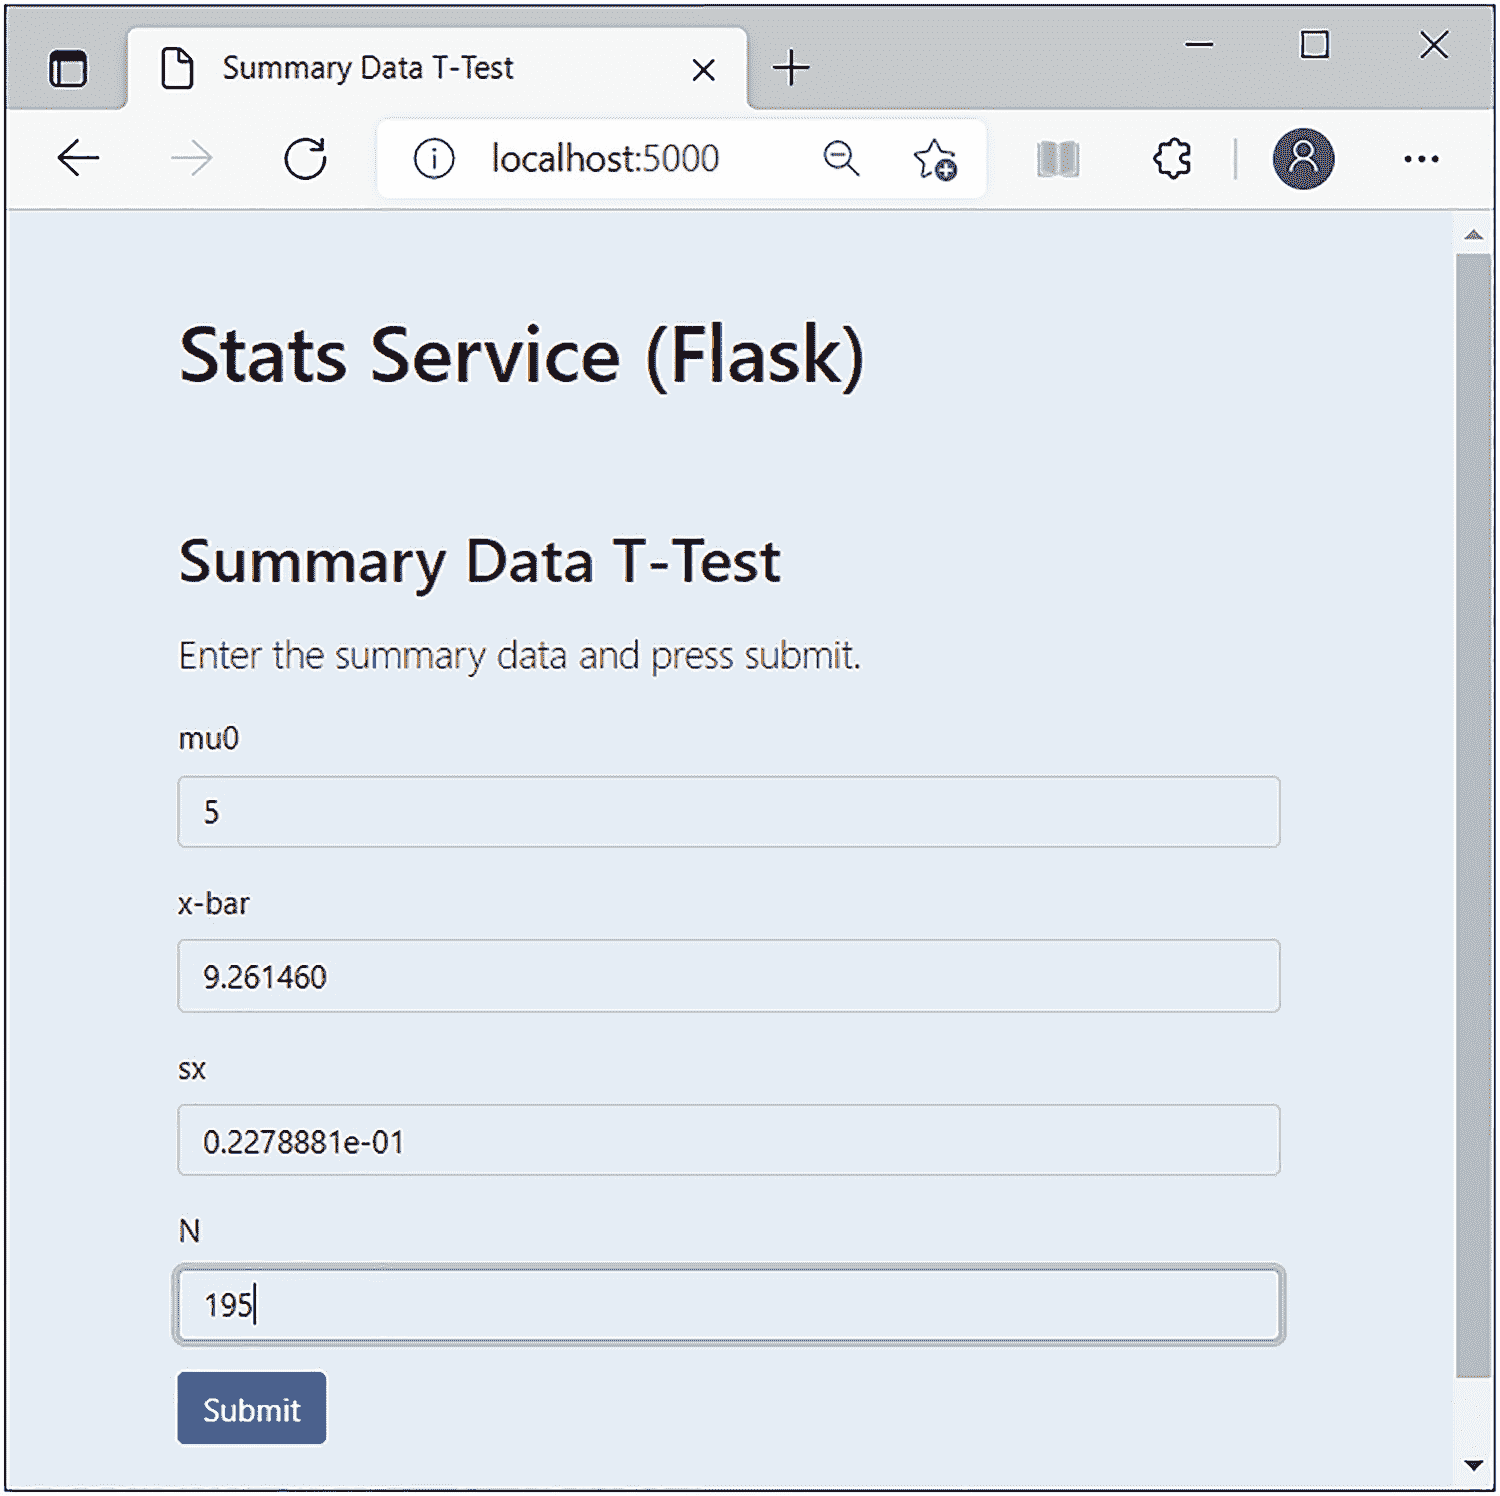 Summary Data T-Test
localhost:5000
Stats Service (Flask)
Summary Data T-Test
Enter the summary data and press submit.
mu0
5
x-bar
9.261460
sx
0.2278881e-01
N
195
Submit